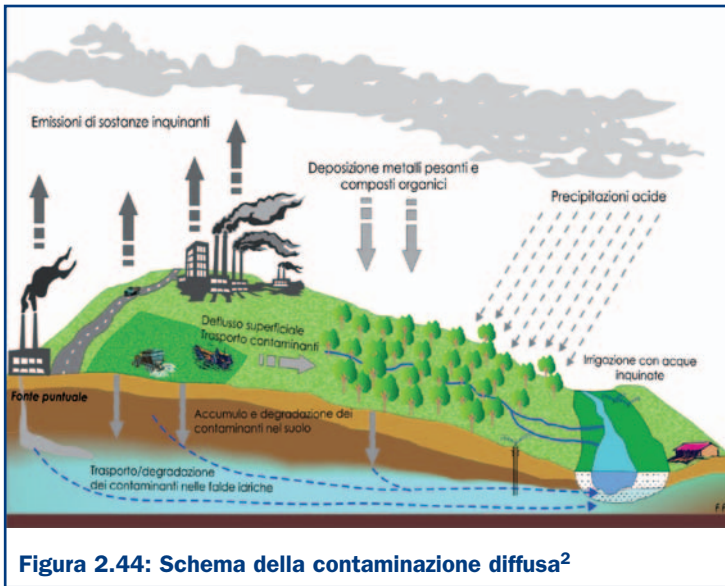 Emissioni di sostanze inquinanti
Deposizione metalli pesanti e
composti organici
Precipitazioni acide
Deflusso superficiale
Trasporto contaminanti
Irrigazione con acque
inquinate
Fonte puntuale
Accumulo e degradazione dei
contaminanti nel suolo
Trasporto/degradazione
dei contaminanti nelle falde idriche
Figura 2.44: Schema della contaminazione diffusa²